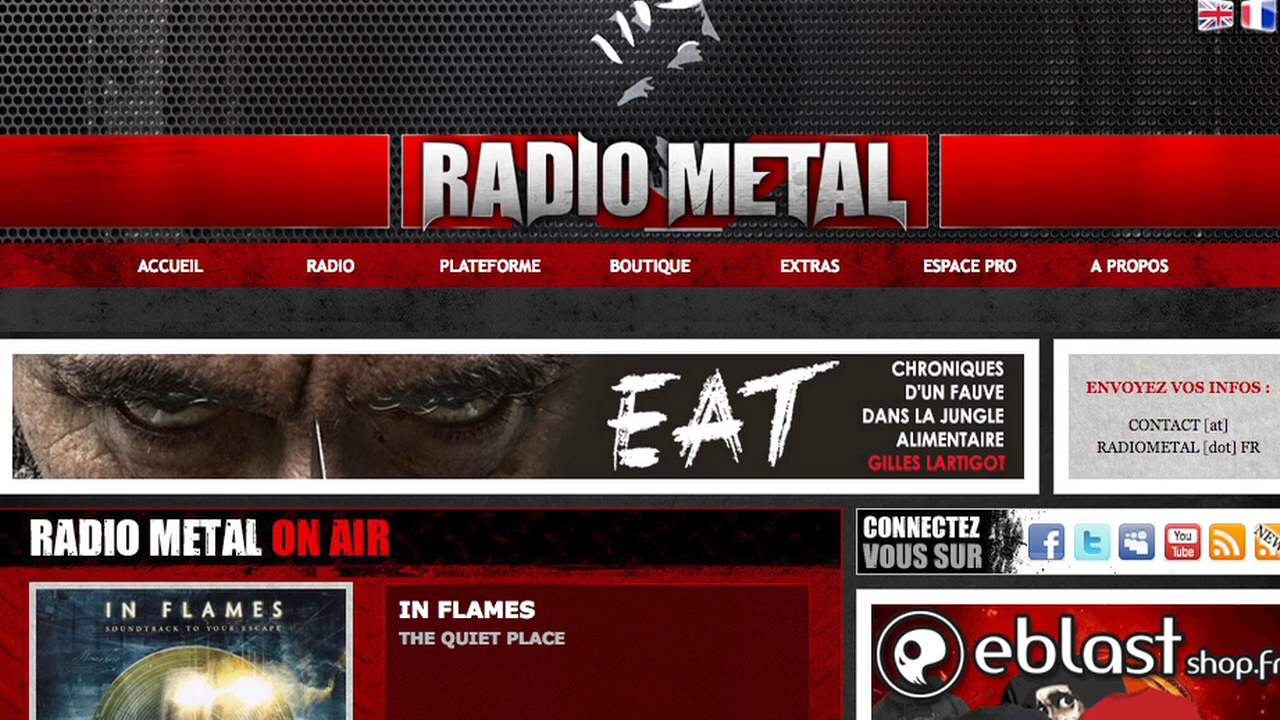 RADIO METAL
ACCUEIL
RADIO
PLATEFORME
BOUTIQUE
EXTRAS
ESPACE PRO
A PROPOS
EAT
CHRONIQUES
D'UN FAUVE
DANS LA JUNGLE
ALIMENTAIRE
GILLES LARTIGOT
ENVOYEZ VOS INFOS :
CONTACT [at]
RADIOMETAL [dot] FR
RADIO METAL ON AIR
IN FLAMES
SOUNDTRACK TO YOUR ESCAPE
IN FLAMES
THE QUIET PLACE
CONNECTEZ
VOUS SUR
You
Tube
NEW
eblast shop.fr